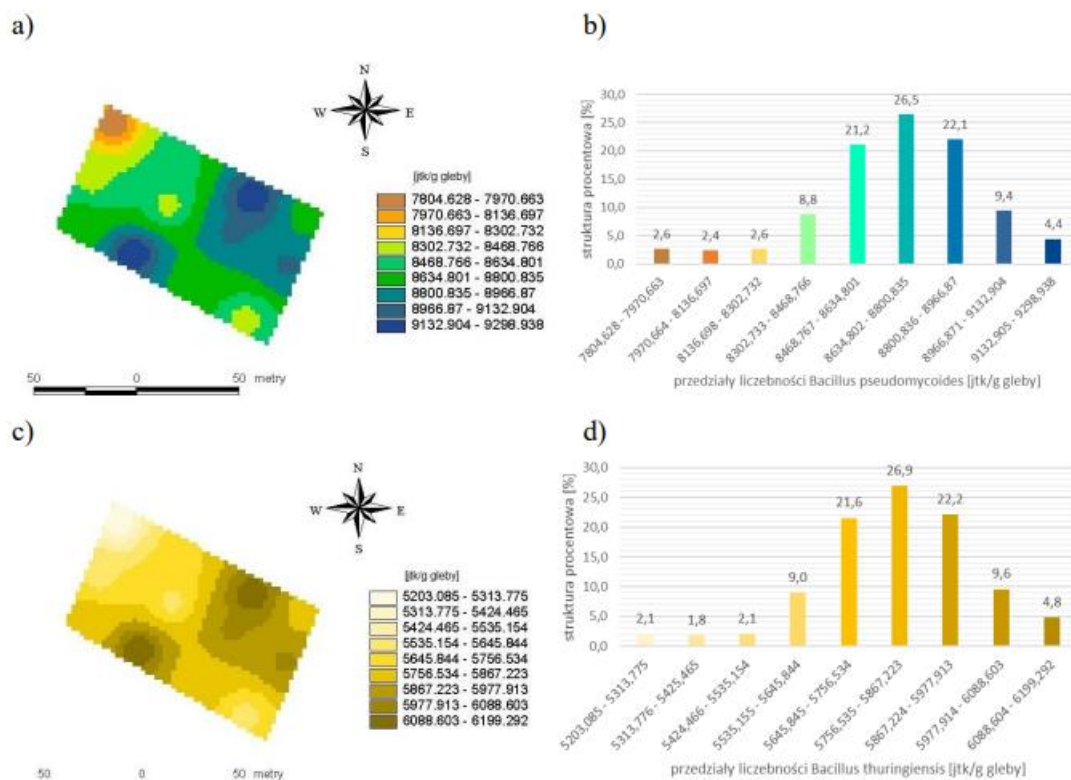 a)
N
W
E
S
[jtk/g gleby]
7804.628 - 7970.663
7970.663 - 8136.697
8136.697 - 8302.732
8302.732 - 8468.766
8468.766 - 8634.801
8634.801 - 8800.835
8800.835 - 8966.87
8966.87 - 9132.904
9132.904 - 9298.938
50 0 50 metry
b)
struktura procentowa [%]
30,0
25,0
20,0
15,0
10,0
5,0
0,0
2,6
2,4
2,6
8,8
21,2
26,5
22,1
9,4
4,4
7804,628 - 7970,663
7970,664 - 8136,697
8136,698 - 8302,732
8302,733 - 8468,766
8468,767 - 8634,801
8634,802 - 8800,835
8800,836 - 8966,87
8966,871 - 9132,904
9132,905 - 9298,938
przedziały liczebności Bacillus pseudomycoides [jtk/g gleby]
c)
N
W
E
S
[jtk/g gleby]
5203.085 - 5313.775
5313.775 - 5424.465
5424.465 - 5535.154
5535.154 - 5645.844
5645.844 - 5756.534
5756.534 - 5867.223
5867.223 - 5977.913
5977.913 - 6088.603
6088.603 - 6199.292
50 0 50 metry
d)
struktura procentowa [%]
30,0
25,0
20,0
15,0
10,0
5,0
0,0
2,1
1,8
2,1
9,0
21,6
26,9
22,2
9,6
4,8
5203,085 - 5313,775
5313,776 - 5425,465
5424,466 - 5535,154
5535,155 - 5645,844
5645,845 - 5756,534
5756,535 - 5867,223
5867,224 - 5977,913
5977,914 - 6088,603
6088,604 - 6199,292
przedziały liczebności Bacillus thuringiensis [jtk/g gleby]